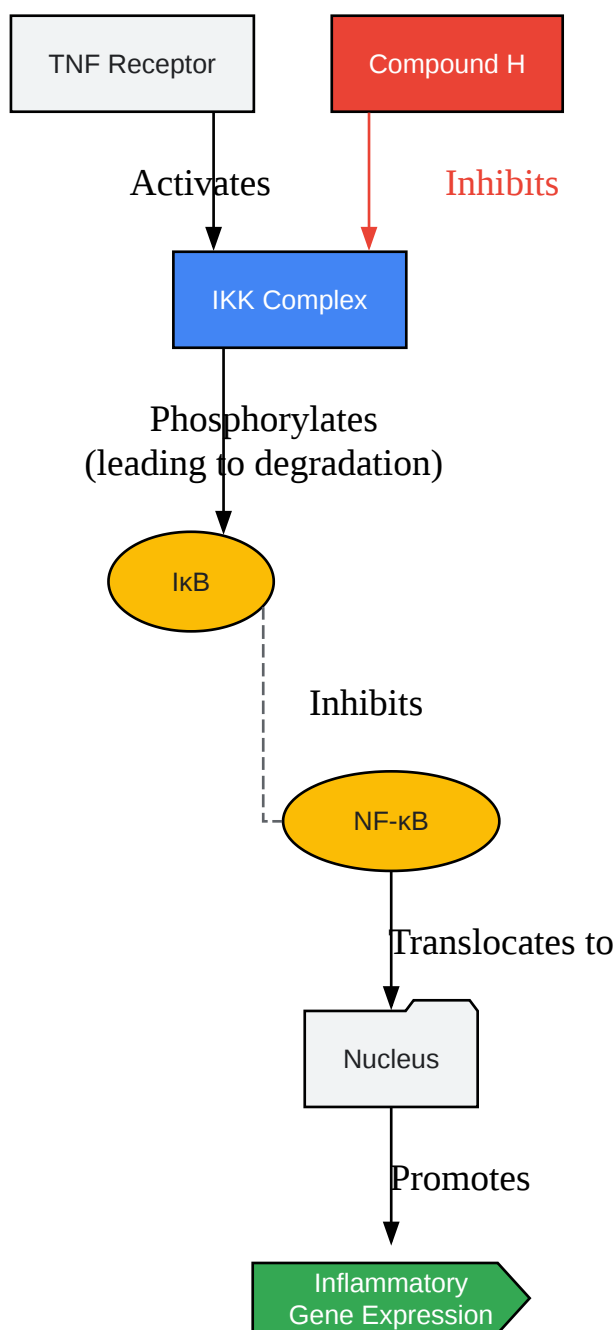 TNF Receptor
Compound H
Activates
Inhibits
IKK Complex
Phosphorylates
(leading to degradation)
IκB
Inhibits
NF-κB
Translocates to
Nucleus
Promotes
Inflammatory
Gene Expression